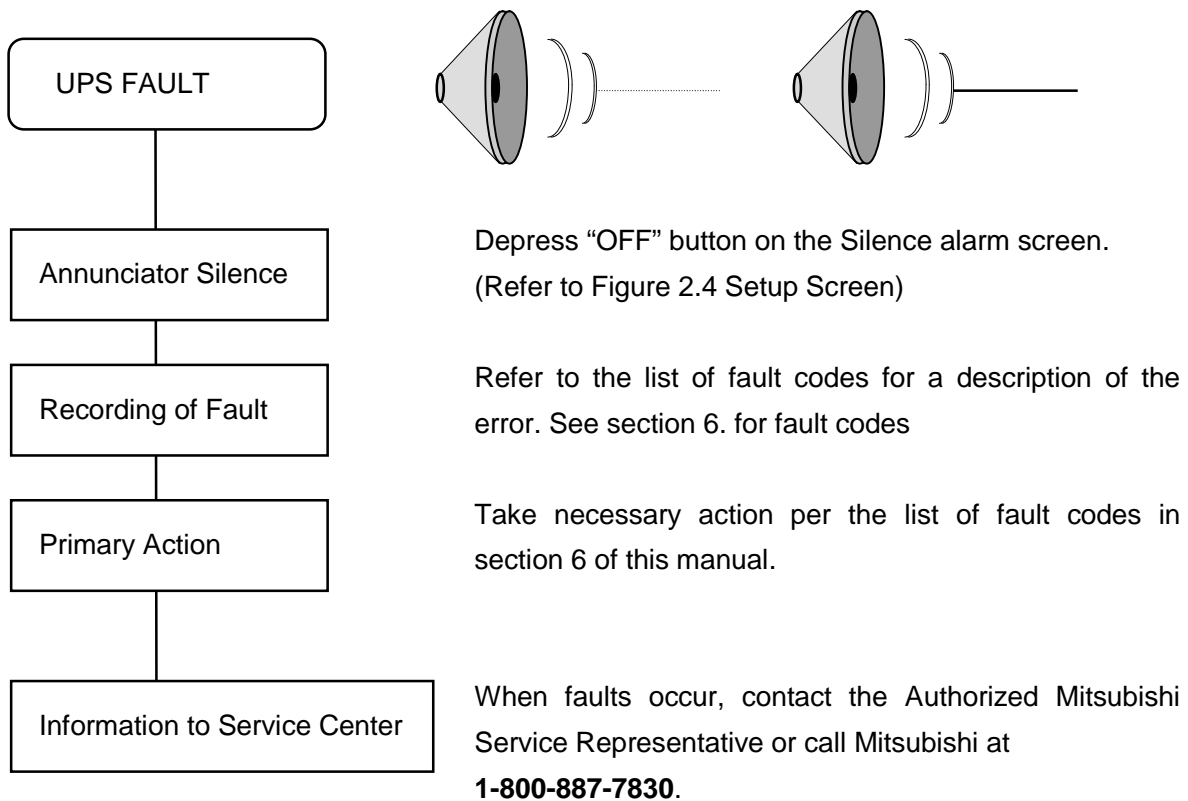 UPS FAULT
Annunciator Silence
Depress “OFF” button on the Silence alarm screen.
(Refer to Figure 2.4 Setup Screen)
Recording of Fault
Refer to the list of fault codes for a description of the
error. See section 6. for fault codes
Primary Action
Take necessary action per the list of fault codes in
section 6 of this manual.
Information to Service Center
When faults occur, contact the Authorized Mitsubishi
Service Representative or call Mitsubishi at
1-800-887-7830.